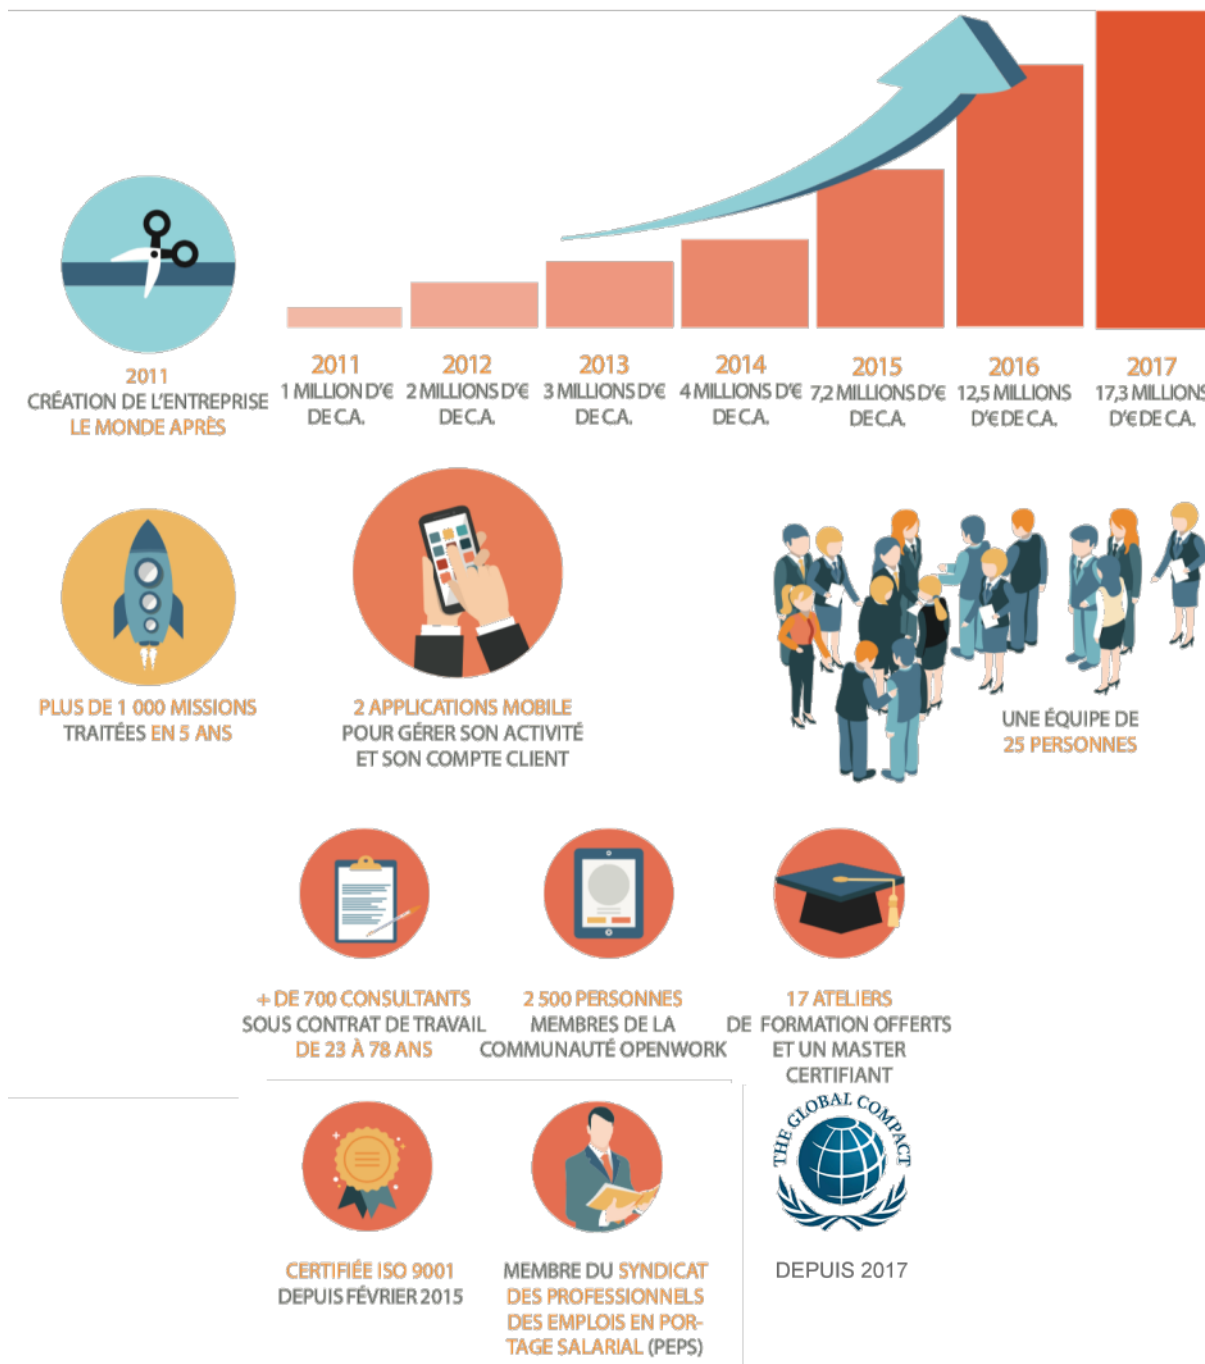 2011
CRÉATION DE L'ENTREPRISE
LE MONDE APRÈS
2011
1 MILLION D'€
DE C.A.
2012
2 MILLIONS D'€
DE C.A.
2013
3 MILLIONS D'€
DE C.A.
2014
4 MILLIONS D'€
DE C.A.
2015
7,2 MILLIONS D'€
DE C.A.
2016
12,5 MILLIONS
D'€ DE C.A.
2017
17,3 MILLIONS
D'€ DE C.A.
PLUS DE 1 000 MISSIONS
TRAITÉES EN 5 ANS
2 APPLICATIONS MOBILE
POUR GÉRER SON ACTIVITÉ
ET SON COMPTE CLIENT
UNE ÉQUIPE DE
25 PERSONNES
+ DE 700 CONSULTANTS
SOUS CONTRAT DE TRAVAIL
DE 23 À 78 ANS
2 500 PERSONNES
MEMBRES DE LA
COMMUNAUTÉ OPENWORK
17 ATELIERS
DE FORMATION OFFERTS
ET UN MASTER
CERTIFIANT
CERTIFIÉE ISO 9001
DEPUIS FÉVRIER 2015
MEMBRE DU SYNDICAT
DES PROFESSIONNELS
DES EMPLOIS EN POR-
TAGE SALARIAL (PEPS)
THE GLOBAL COMPACT
DEPUIS 2017